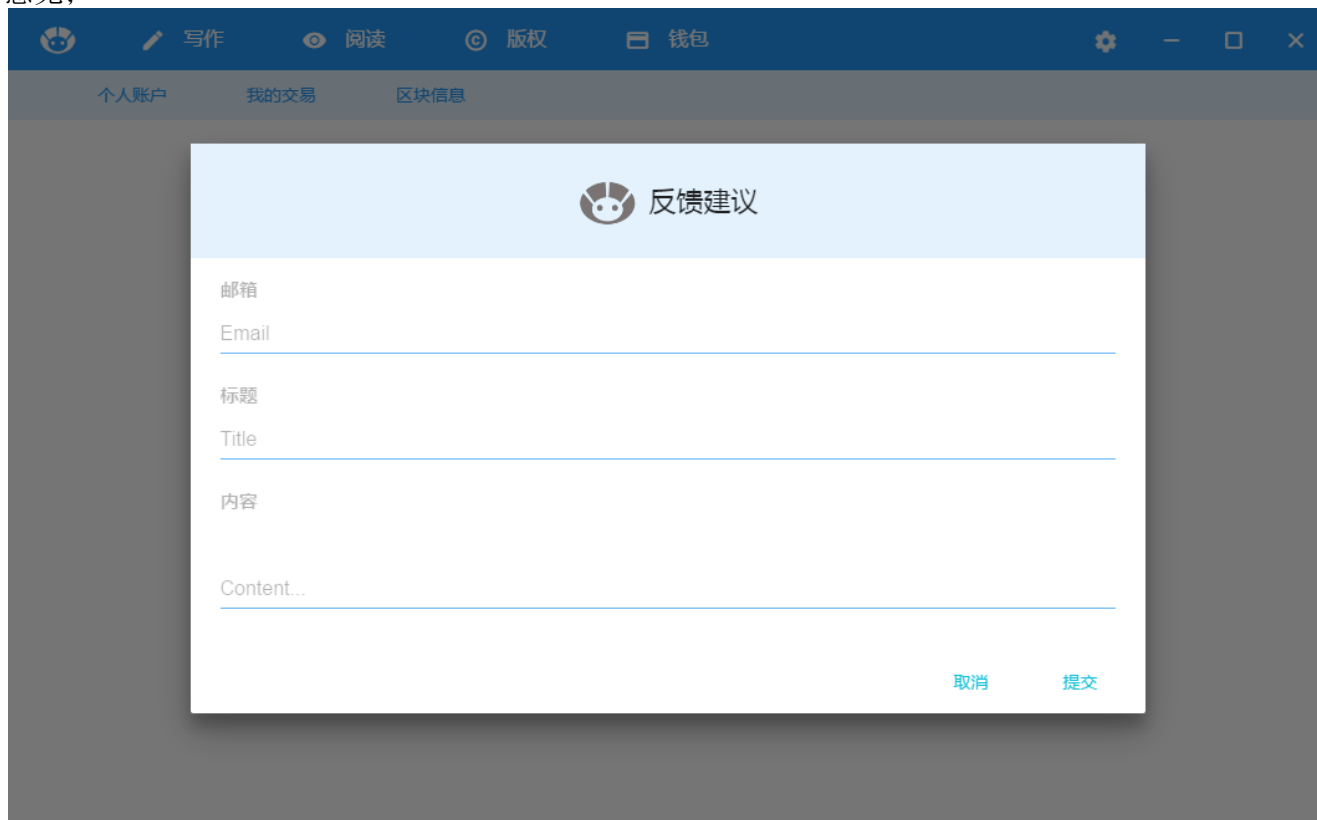 写作 阅读 © 版权 钱包
个人账户 我的交易 区块信息
反馈建议
邮箱
Email
标题
Title
内容
Content...
取消 提交